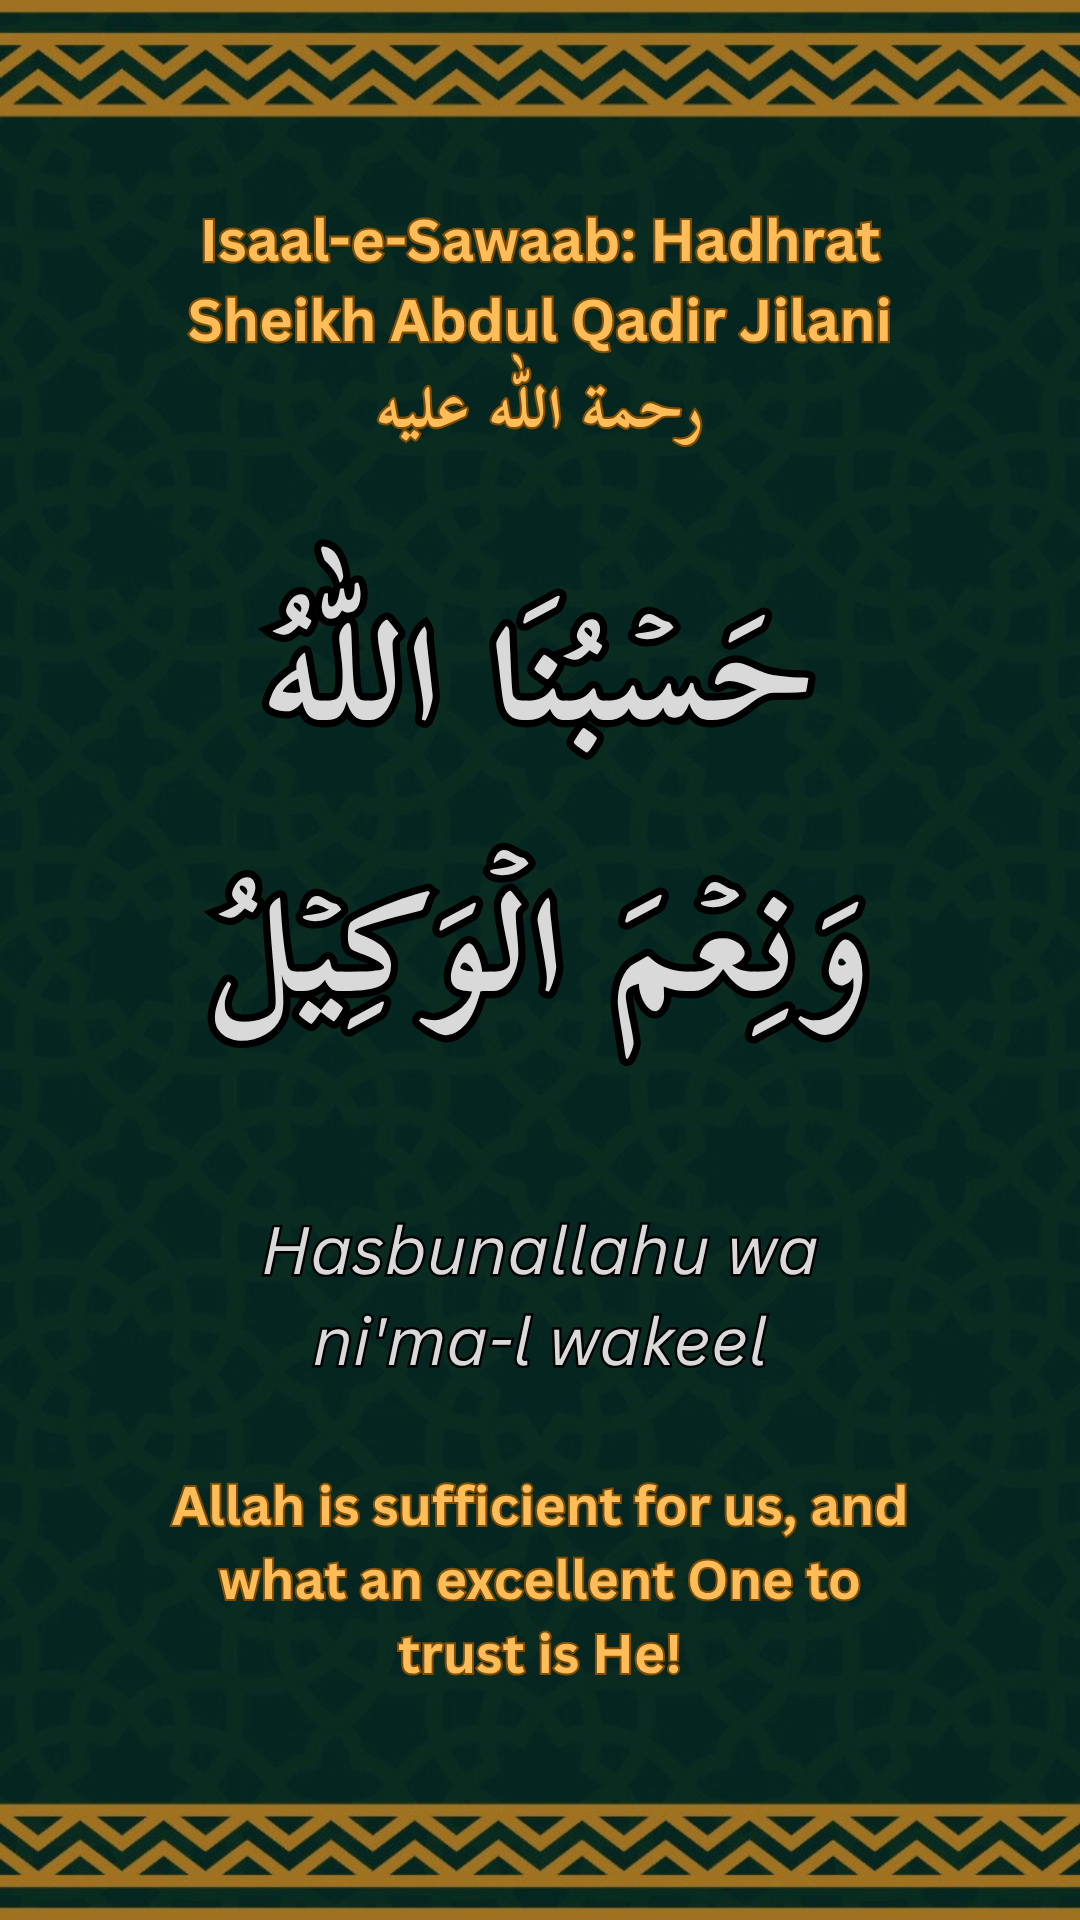 Isaal-e-Sawaab: Hadhrat
Sheikh Abdul Qadir Jilani
رحمة الله عليه
حَسْبُنَا اللّٰهُ
وَنِعْمَ الْوَكِيْلُ
Hasbunallahu wa
ni'ma-l wakeel
Allah is sufficient for us, and
what an excellent One to
trust is He!